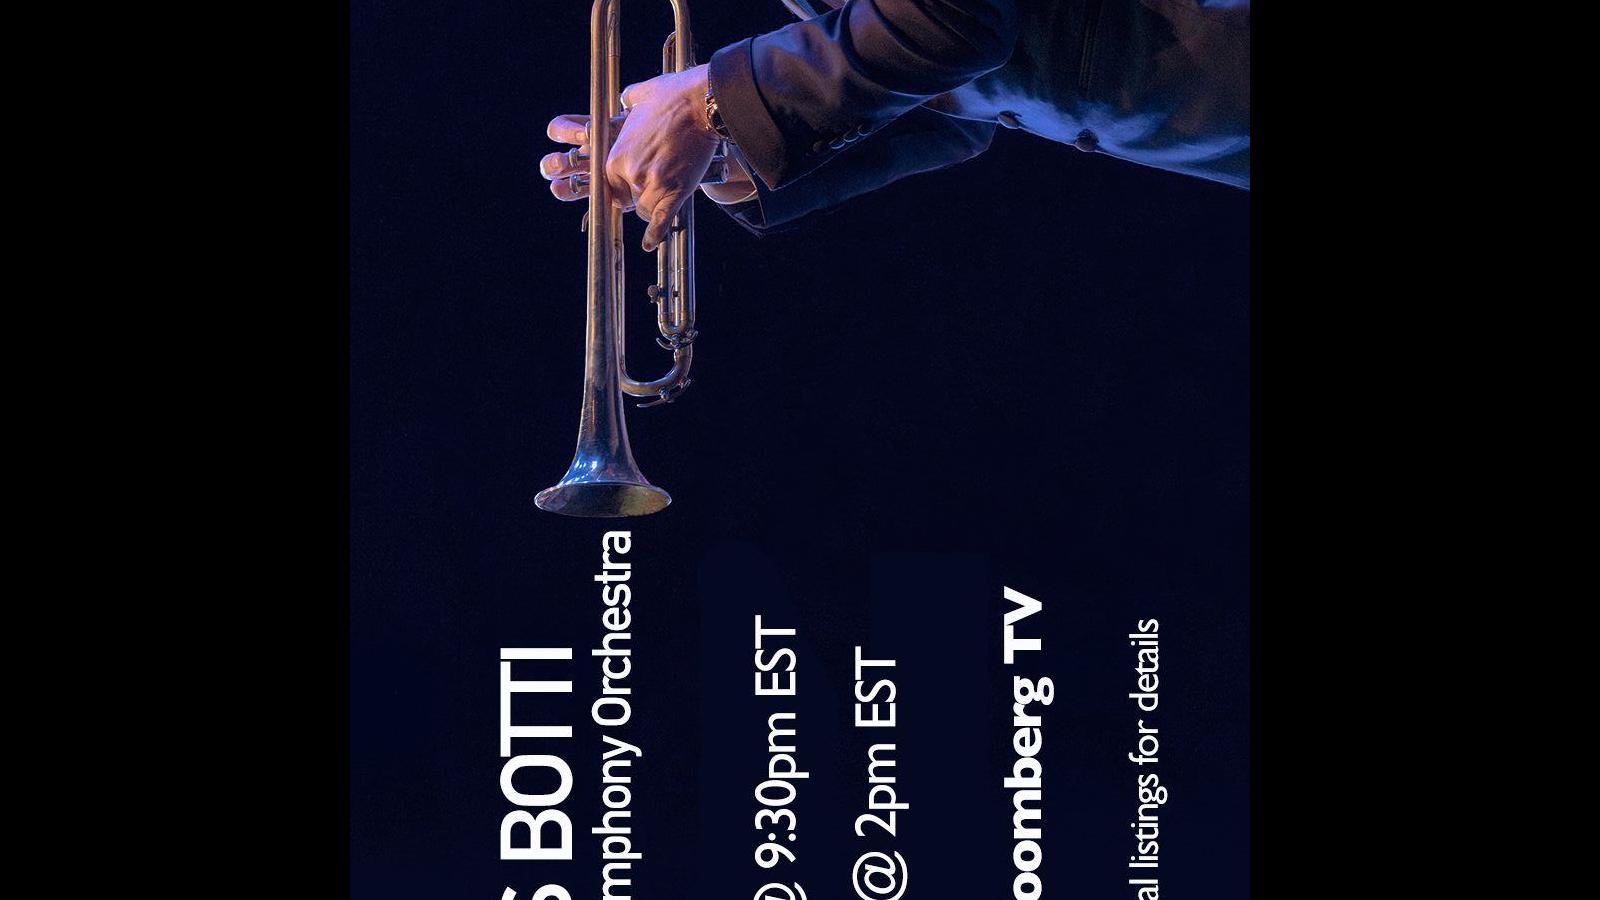 S BOTTI
mphony Orchestra
@ 9:30pm EST
@ 2pm EST
oomberg TV
al listings for details